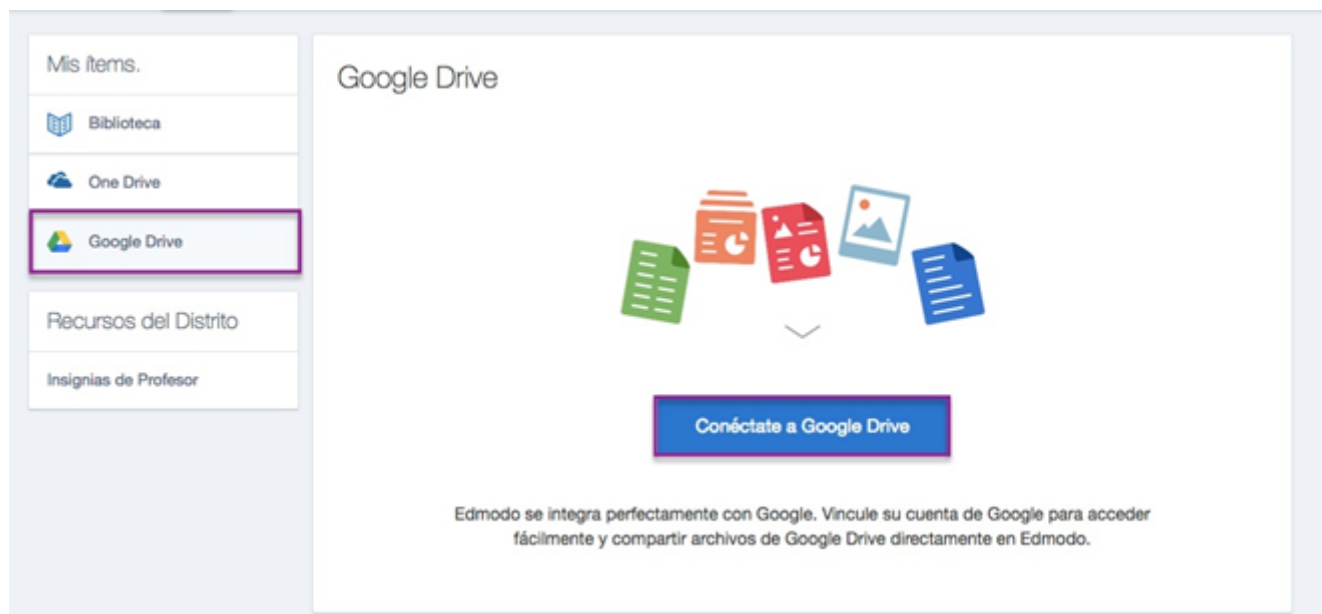 Mis ítems.
Biblioteca
One Drive
Google Drive
Recursos del Distrito
Insignias de Profesor
Google Drive
Conéctate a Google Drive
Edmodo se integra perfectamente con Google. Vincule su cuenta de Google para acceder
fácilmente y compartir archivos de Google Drive directamente en Edmodo.